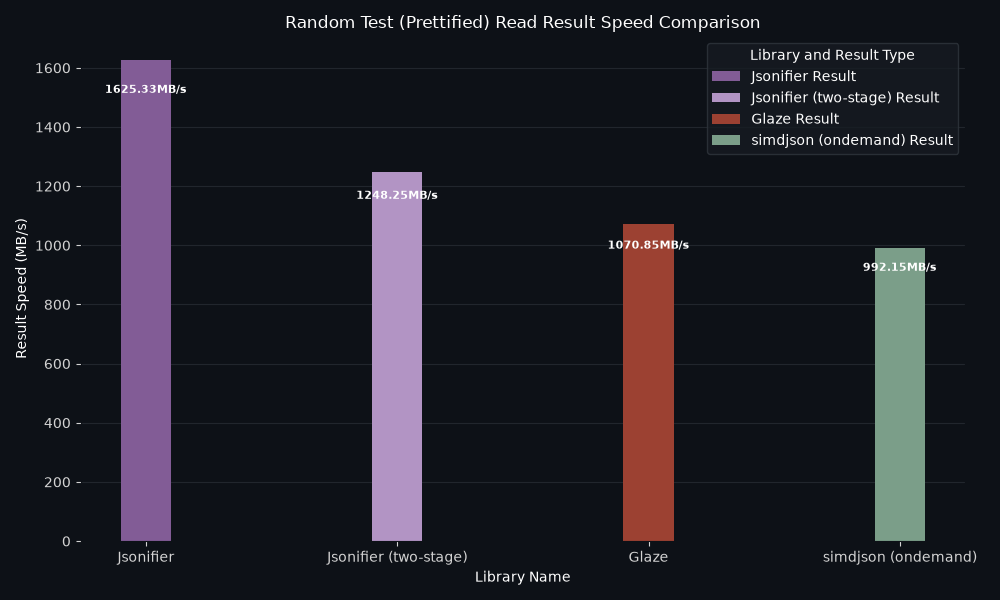 Random Test (Prettified) Read Result Speed Comparison
Library and Result Type
Jsonifier Result
Jsonifier (two-stage) Result
Glaze Result
simdjson (ondemand) Result
Result Speed (MB/s)
1600
1400
1200
1000
800
600
400
200
0
1625.33MB/s
1248.25MB/s
1070.85MB/s
992.15MB/s
Jsonifier
Jsonifier (two-stage)
Glaze
simdjson (ondemand)
Library Name